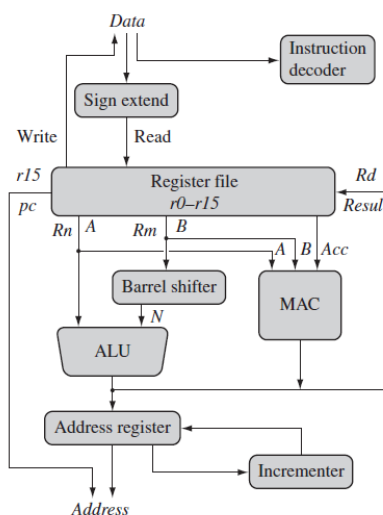 Data
Instruction
decoder
Sign extend
Write
Read
r15
Register file
Rd
pc
r0–r15
Result
Rn
A
Rm
B
A
B
Acc
Barrel shifter
MAC
N
ALU
Address register
Incrementer
Address